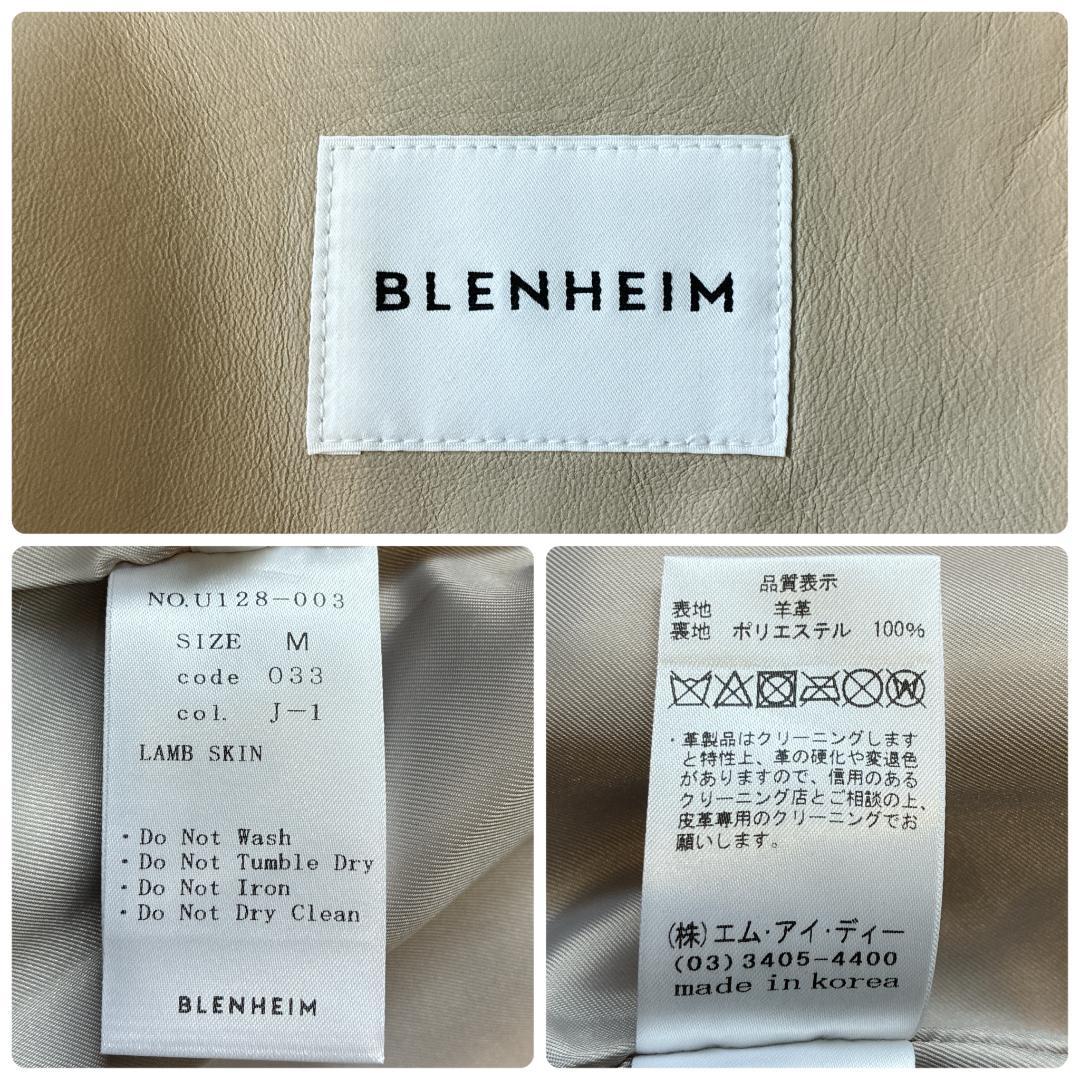 BLENHEIM
NO.U128-003
SIZE M
code 033
col. J-1
LAMB SKIN
・Do Not Wash
・Do Not Tumble Dry
・Do Not Iron
・Do Not Dry Clean
BLENHEIM
品質表示
表地 羊革
裏地 ポリエステル 100%
W
・革製品はクリーニングします
と特性上、革の硬化や変退色
がありますので、信用のある
クリーニング店とご相談の上、
皮革専用のクリーニングでお
願いします。
(株)エム・アイ・ディー
(03)3405-4400
made in korea